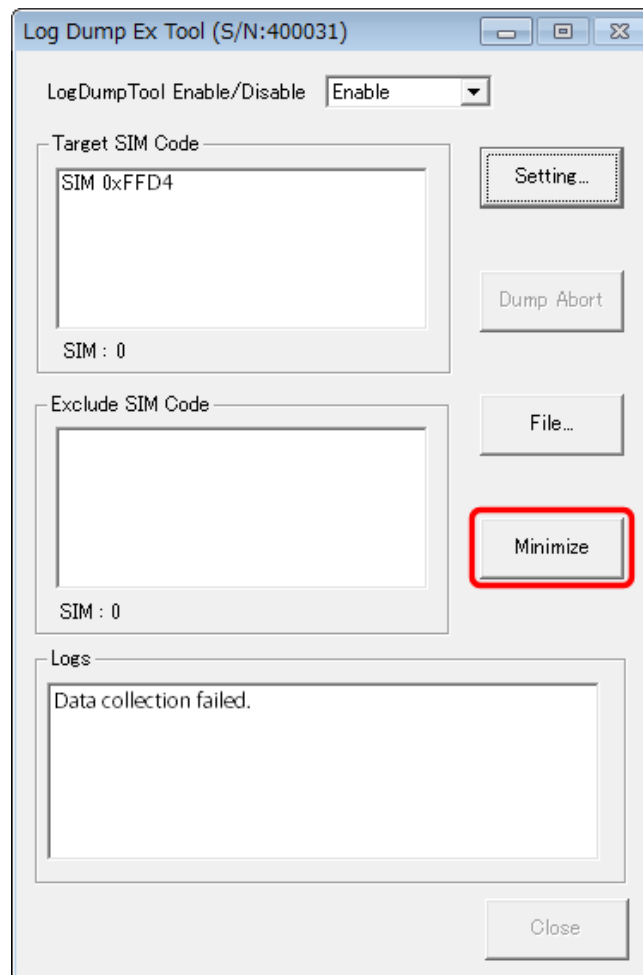 Log Dump Ex Tool (S/N:400031)
LogDumpTool Enable/Disable Enable
Target SIM Code
SIM 0xFFD4
Setting...
Dump Abort
SIM : 0
Exclude SIM Code
File...
Minimize
SIM : 0
Logs
Data collection failed.
Close